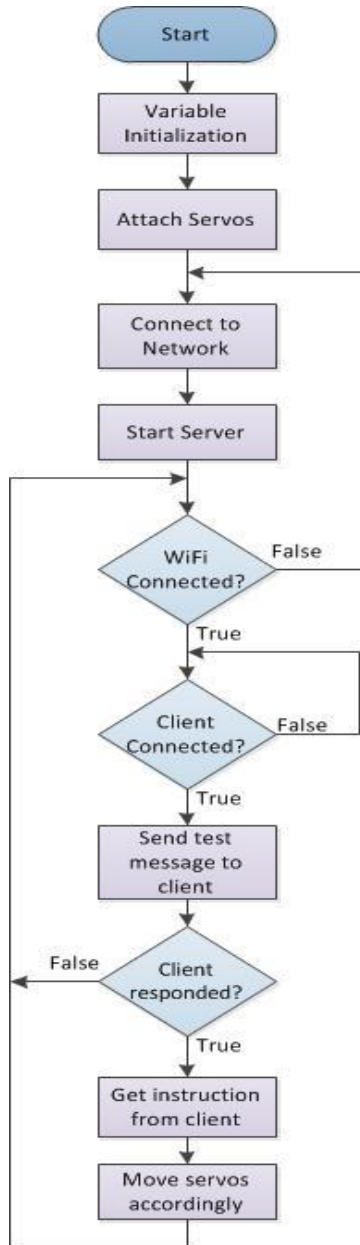 Start
Variable
Initialization
Attach Servos
Connect to
Network
Start Server
WiFi
Connected?
False
True
Client
Connected?
False
True
Send test
message to
client
False
Client
responded?
True
Get instruction
from client
Move servos
accordingly